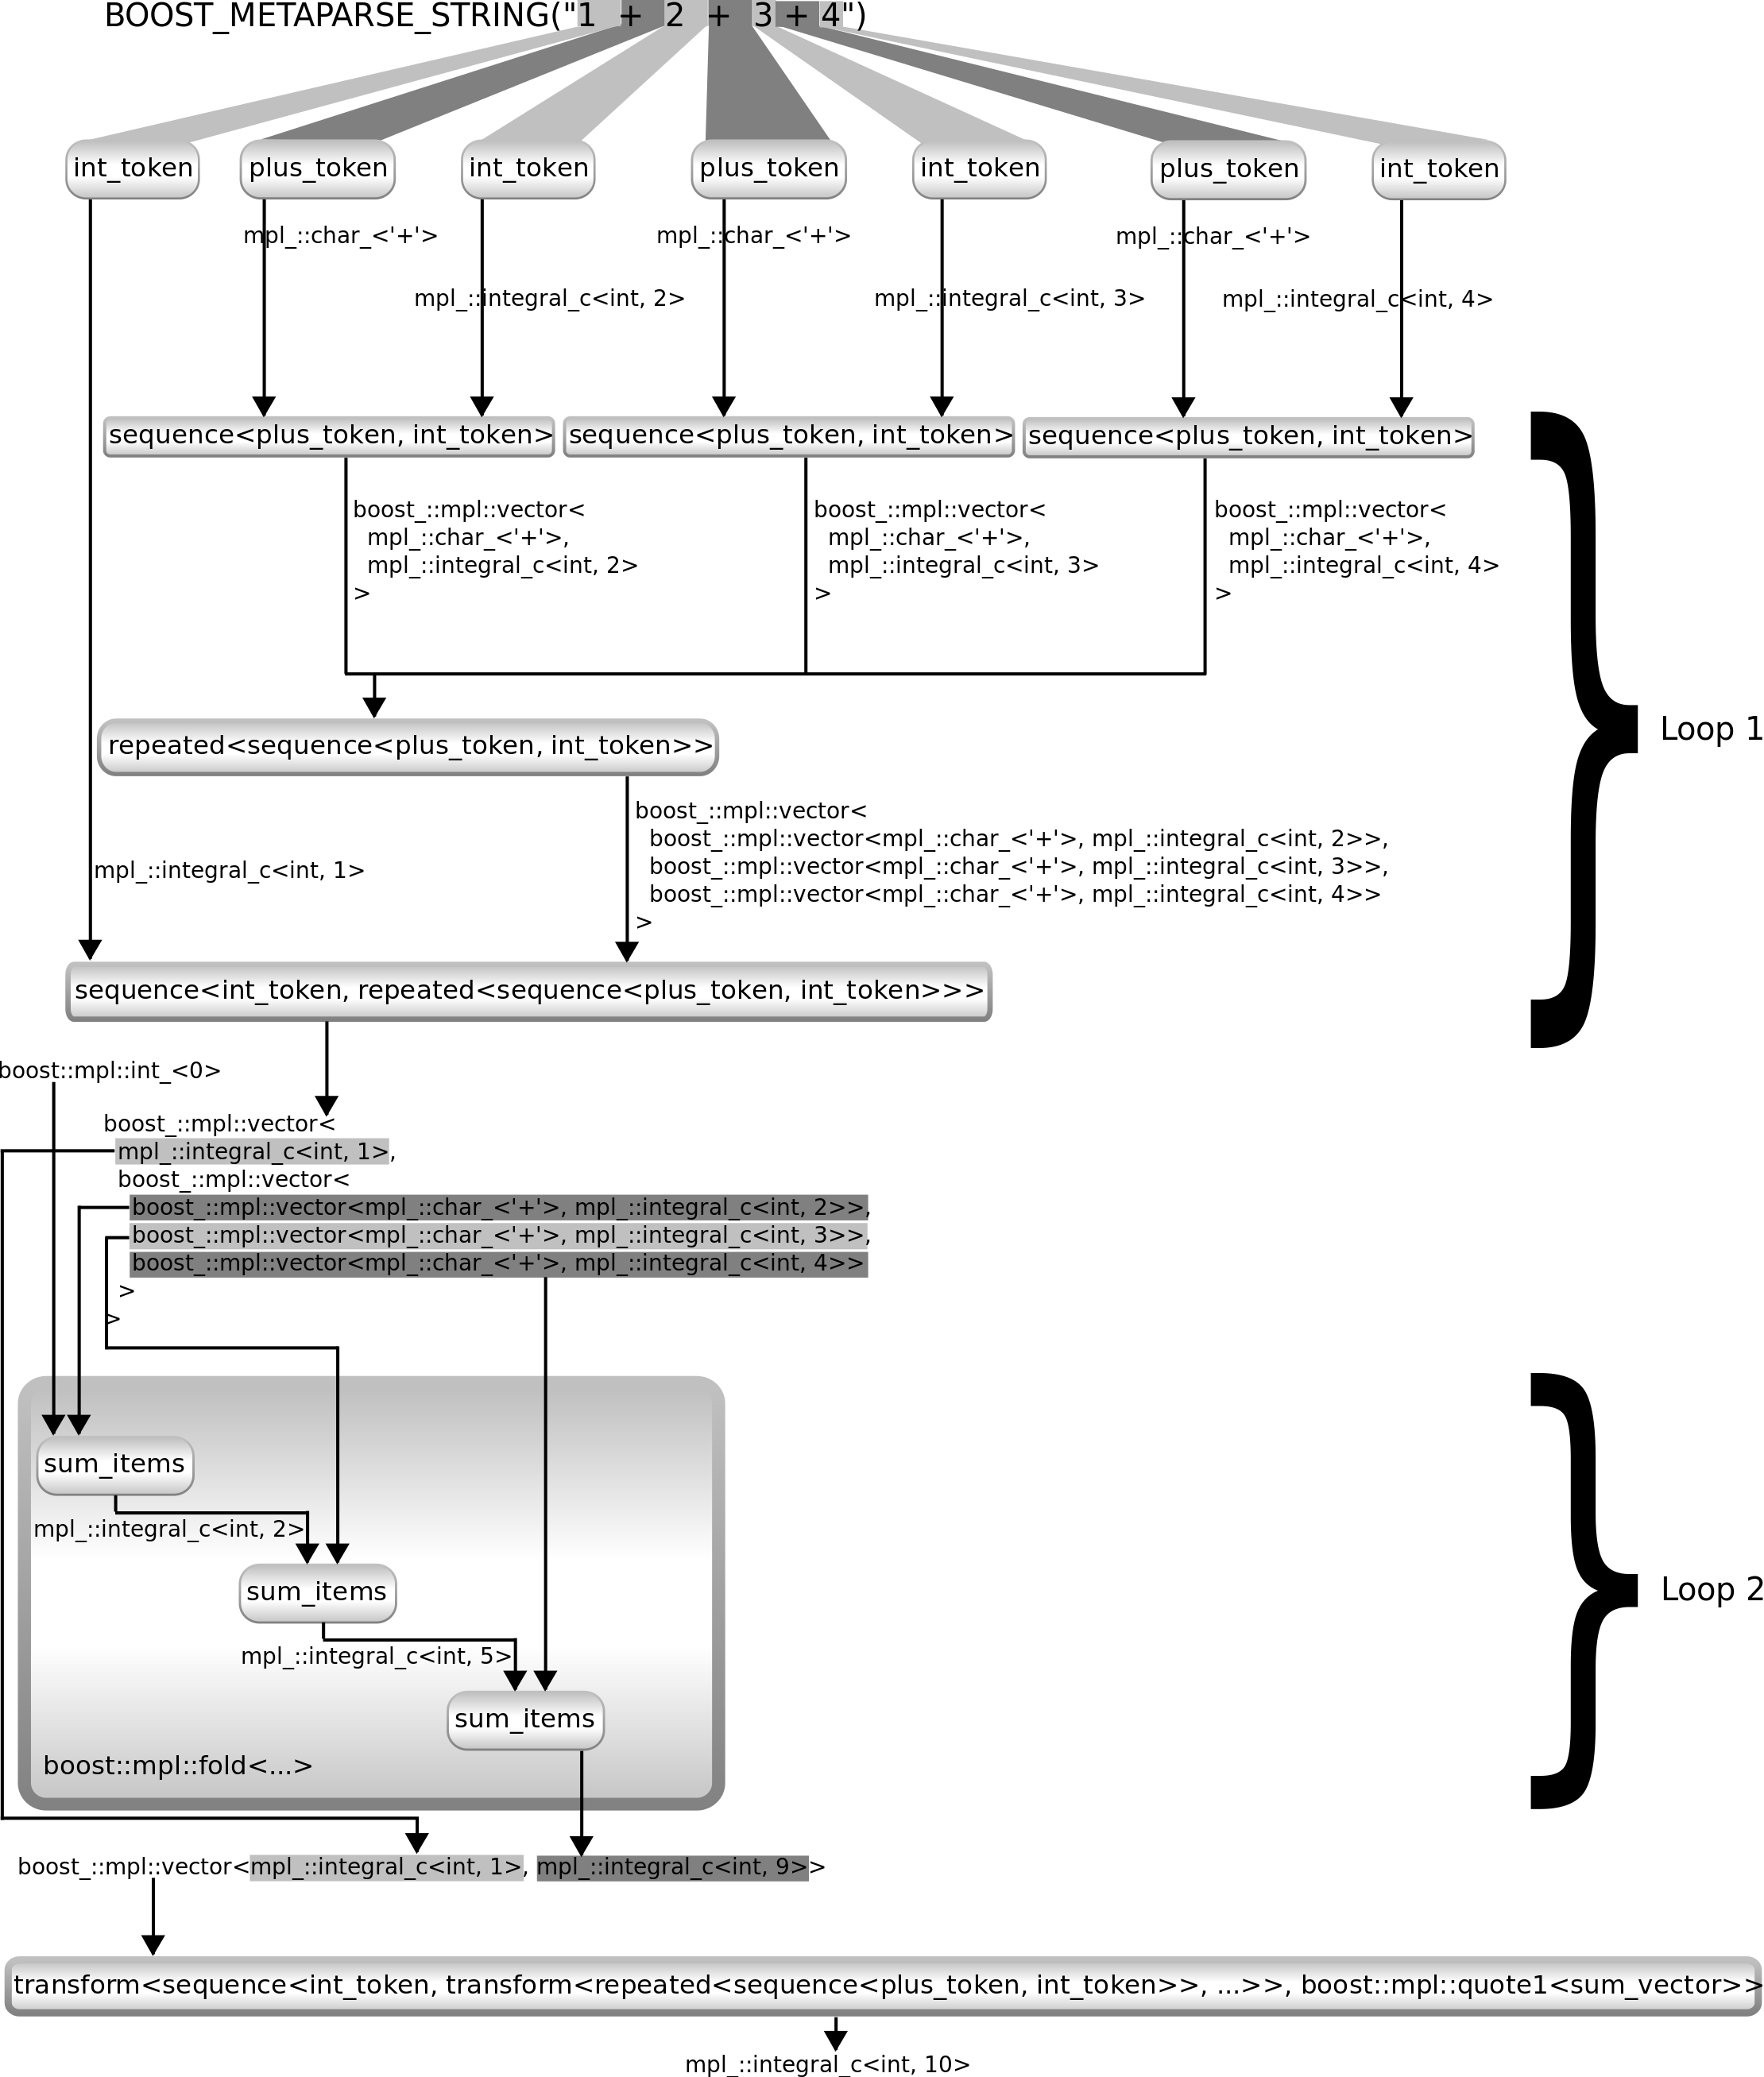 BOOST_METAPARSE_STRING("1 + 2 + 3 + 4")
int_token
plus_token
int_token
plus_token
int_token
plus_token
int_token
mpl_::char_<'+'>
mpl_::char_<'+'>
mpl_::char_<'+'>
mpl_::integral_c<int, 2>
mpl_::integral_c<int, 3>
mpl_::integral_c<int, 4>
sequence<plus_token, int_token>
sequence<plus_token, int_token>
sequence<plus_token, int_token>
boost_::mpl::vector<
mpl_::char_<'+'>,
mpl_::integral_c<int, 2>
>
boost_::mpl::vector<
mpl_::char_<'+'>,
mpl_::integral_c<int, 3>
>
boost_::mpl::vector<
mpl_::char_<'+'>,
mpl_::integral_c<int, 4>
>
Loop 1
repeated<sequence<plus_token, int_token>>
boost_::mpl::vector<
boost_::mpl::vector<mpl_::char_<'+'>, mpl_::integral_c<int, 2>>,
boost_::mpl::vector<mpl_::char_<'+'>, mpl_::integral_c<int, 3>>,
boost_::mpl::vector<mpl_::char_<'+'>, mpl_::integral_c<int, 4>>
>
mpl_::integral_c<int, 1>
sequence<int_token, repeated<sequence<plus_token, int_token>>>
boost::mpl::int_<0>
boost_::mpl::vector<
mpl_::integral_c<int, 1>,
boost_::mpl::vector<
boost_::mpl::vector<mpl_::char_<'+'>, mpl_::integral_c<int, 2>>,
boost_::mpl::vector<mpl_::char_<'+'>, mpl_::integral_c<int, 3>>,
boost_::mpl::vector<mpl_::char_<'+'>, mpl_::integral_c<int, 4>>
>
>
sum_items
mpl_::integral_c<int, 2>
sum_items
Loop 2
mpl_::integral_c<int, 5>
sum_items
boost::mpl::fold<...>
boost_::mpl::vector<mpl_::integral_c<int, 1>, mpl_::integral_c<int, 9>>
transform<sequence<int_token, transform<repeated<sequence<plus_token, int_token>>, ...>>, boost::mpl::quote1<sum_vector>>
mpl_::integral_c<int, 10>